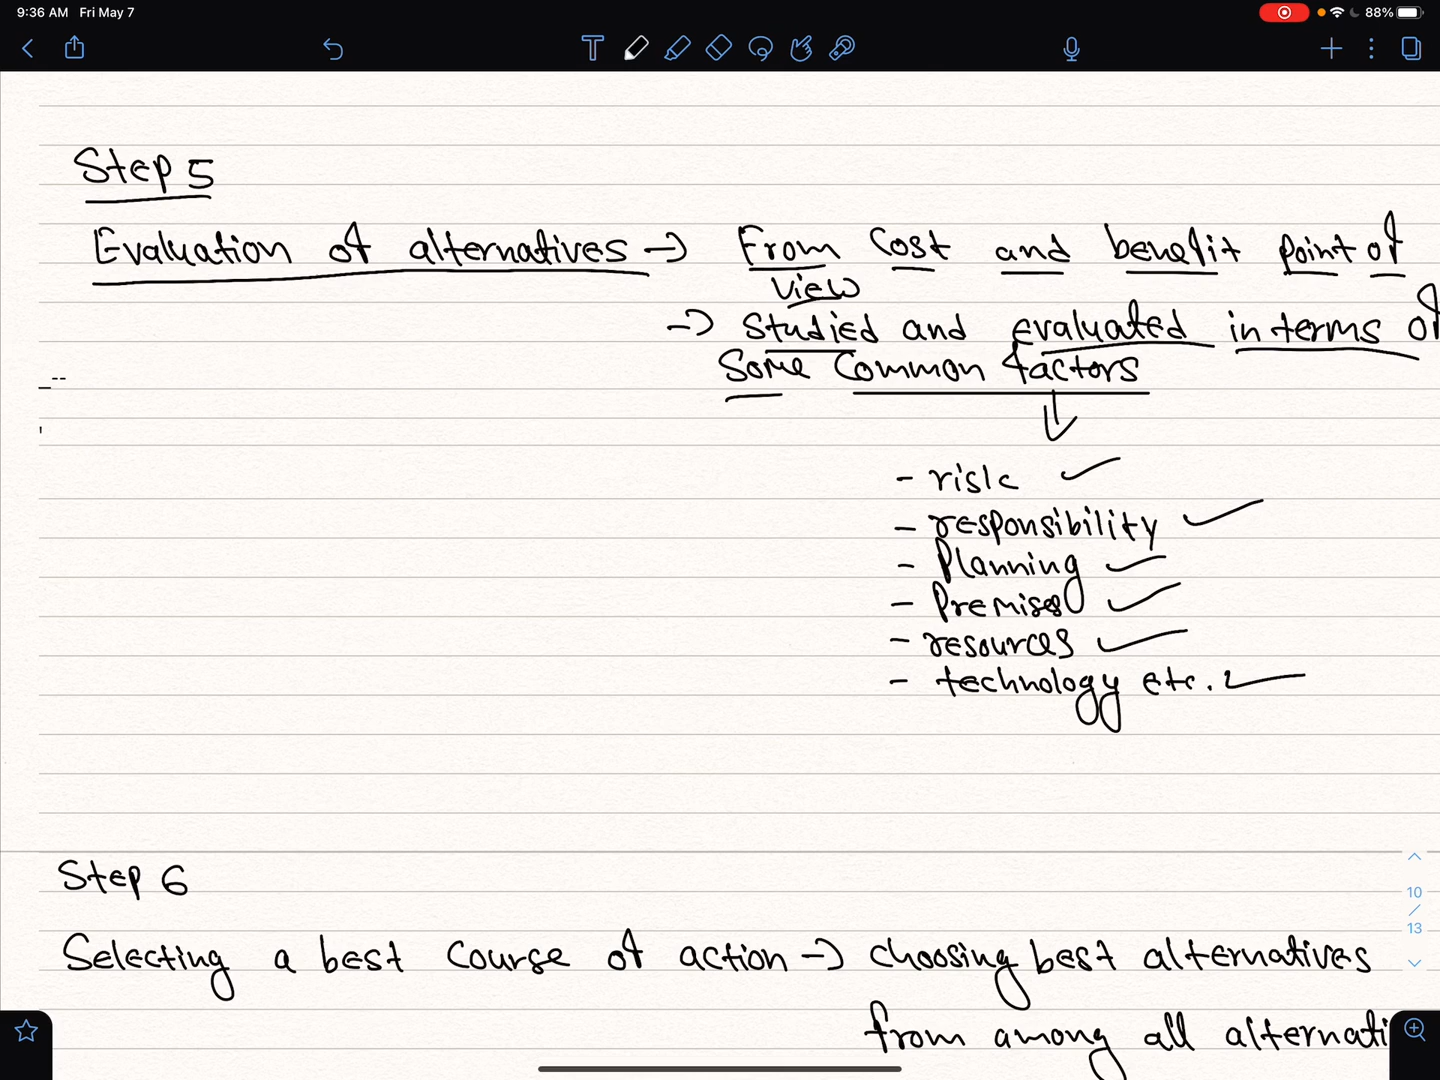 9:36 AM Fri May 7
88%
Step 5
Evaluation of alternatives → From Cost and benefit point of
view
→ Studied and evaluated in terms of
Some Common factors
- risk ✓
- responsibility ✓
- Planning ✓
- Premises ✓
- resources ✓
- technology etc. ✓
Step 6
10
/
13
Selecting a best course of action → choosing best alternatives
from among all alternati